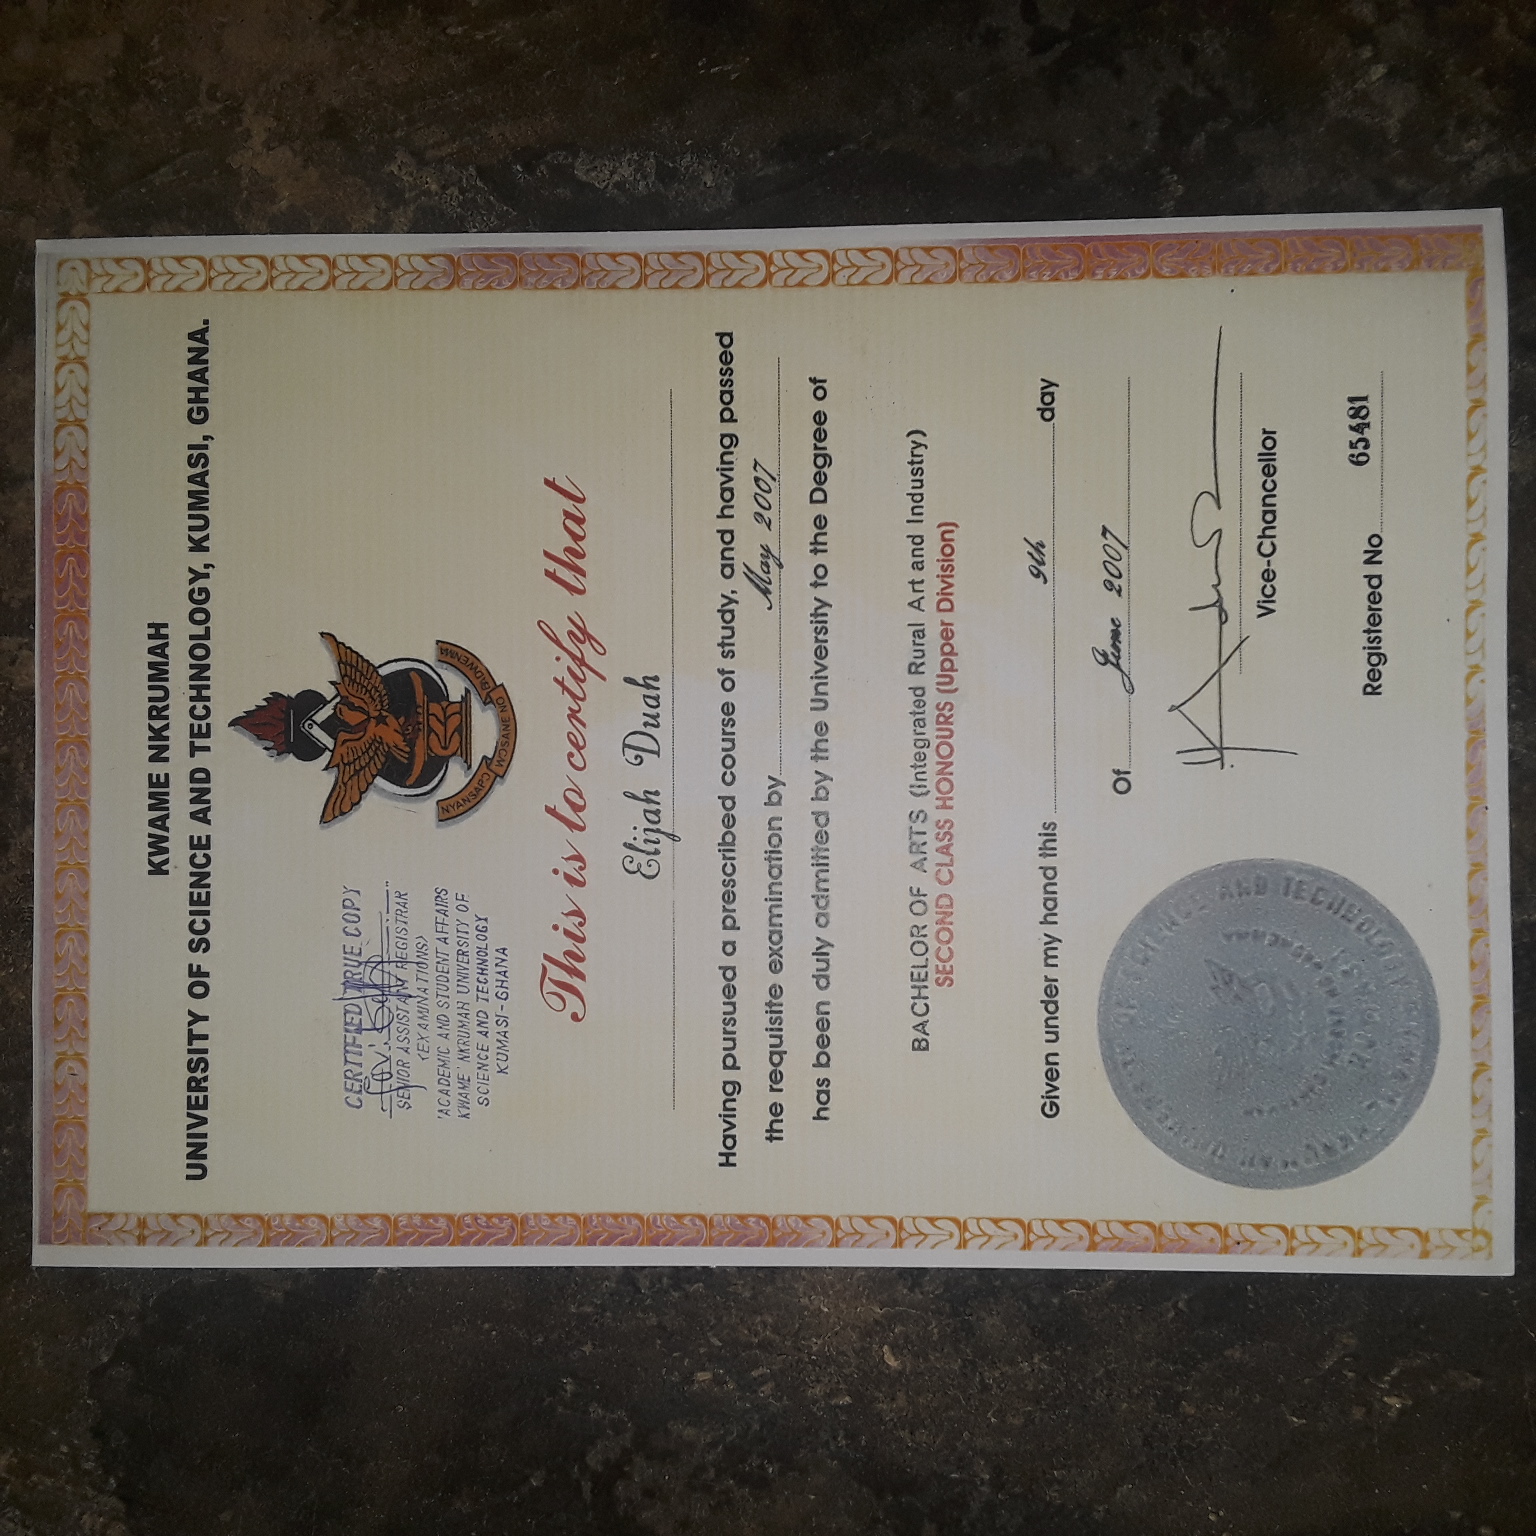 KWAME NKRUMAH
UNIVERSITY OF SCIENCE AND TECHNOLOGY, KUMASI, GHANA.
NYANSAPƆ WƆSANE NO BADWENMA
CERTIFIED TRUE COPY
SENIOR ASSISTANT REGISTRAR
<EXAMINATIONS>
'ACADEMIC AND STUDENT AFFAIRS
KWAME' NKRUMAH UNIVERSITY OF
SCIENCE AND TECHNOLOGY
KUMASI-GHANA
This is to certify that
Elijah Duah
Having pursued a prescribed course of study, and having passed
the requisite examination by May 2007
has been duly admitted by the University to the Degree of
BACHELOR OF ARTS (Integrated Rural Art and Industry)
SECOND CLASS HONOURS (Upper Division)
Given under my hand this 9th day
Of June 2007
Vice-Chancellor
Registered No 65481